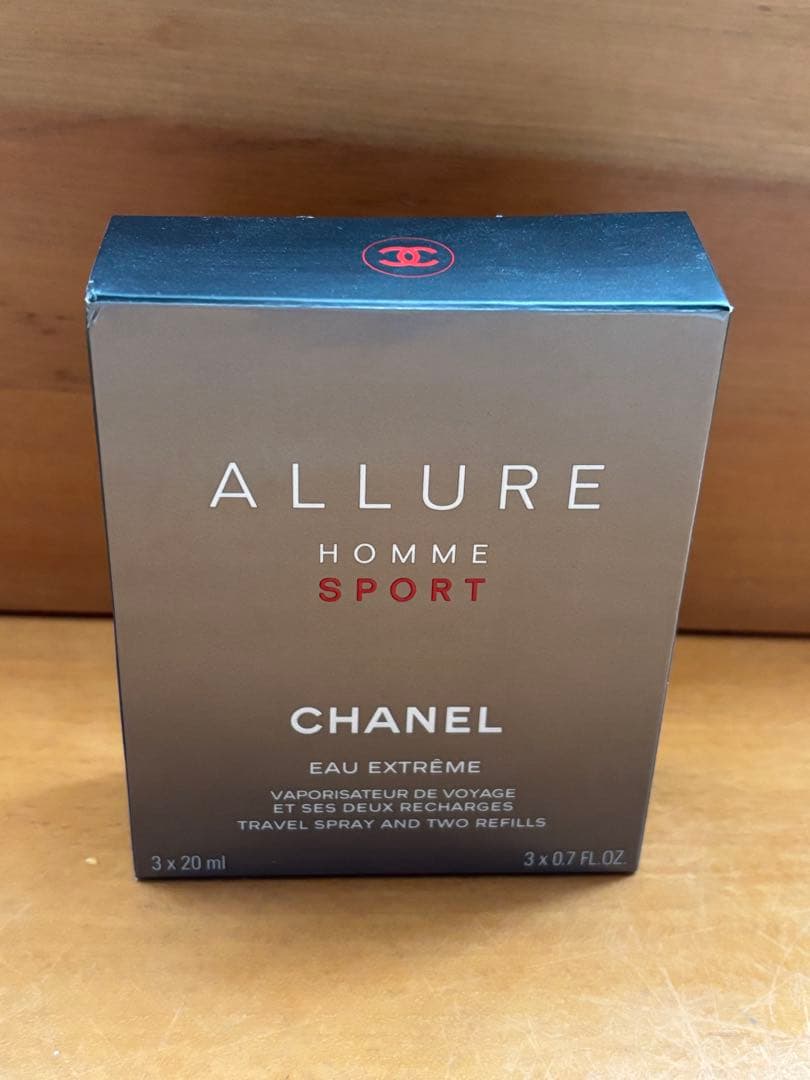 ALLURE
HOMME
SPORT
CHANEL
EAU EXTRÊME
VAPORISATEUR DE VOYAGE
ET SES DEUX RECHARGES
TRAVEL SPRAY AND TWO REFILLS
3 x 20 ml 3 x 0.7 FL.OZ.